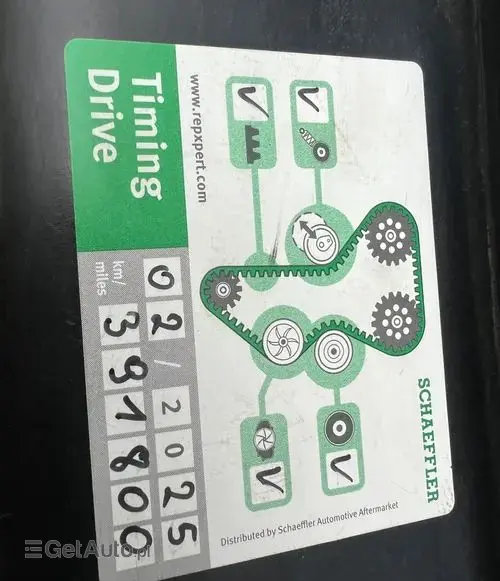 SCHAEFFLER
Distributed by Schaeffler Automotive Aftermarket
www.repxpert.com
Timing
Drive
02 / 2025
km/
miles
391800
GetAuto.pl